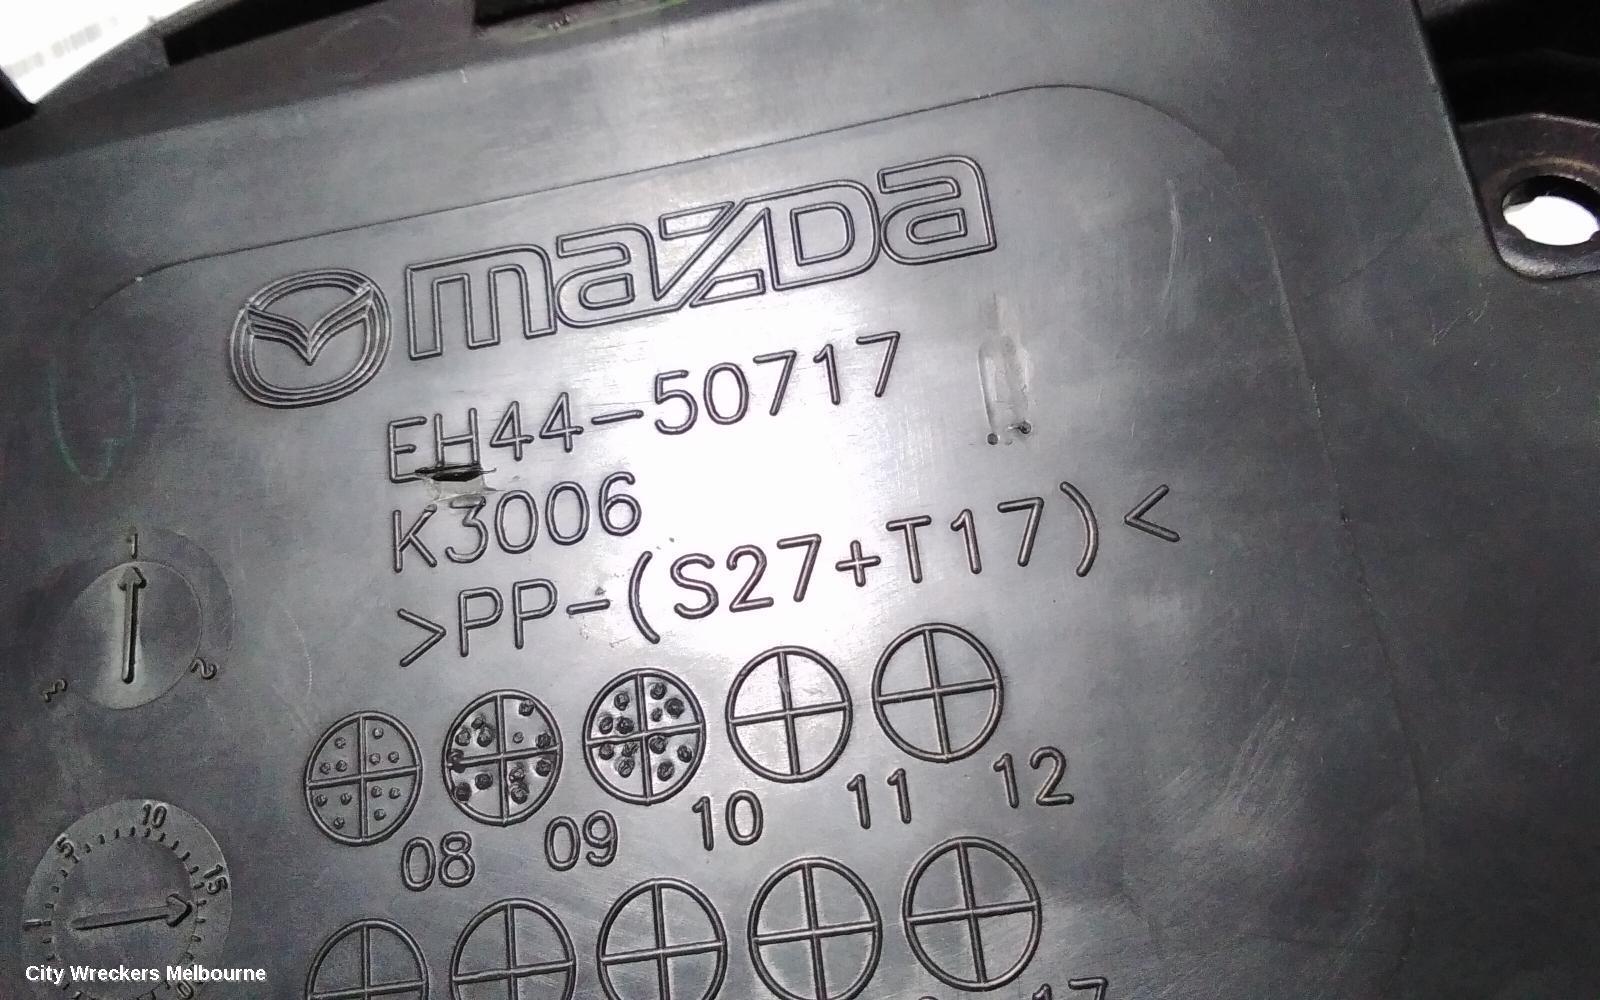 mazda
EH44-50717
K3006
>PP-(S27+T17)<
1
2
3
08 09 10 11 12
5 10 15
17
City Wreckers Melbourne